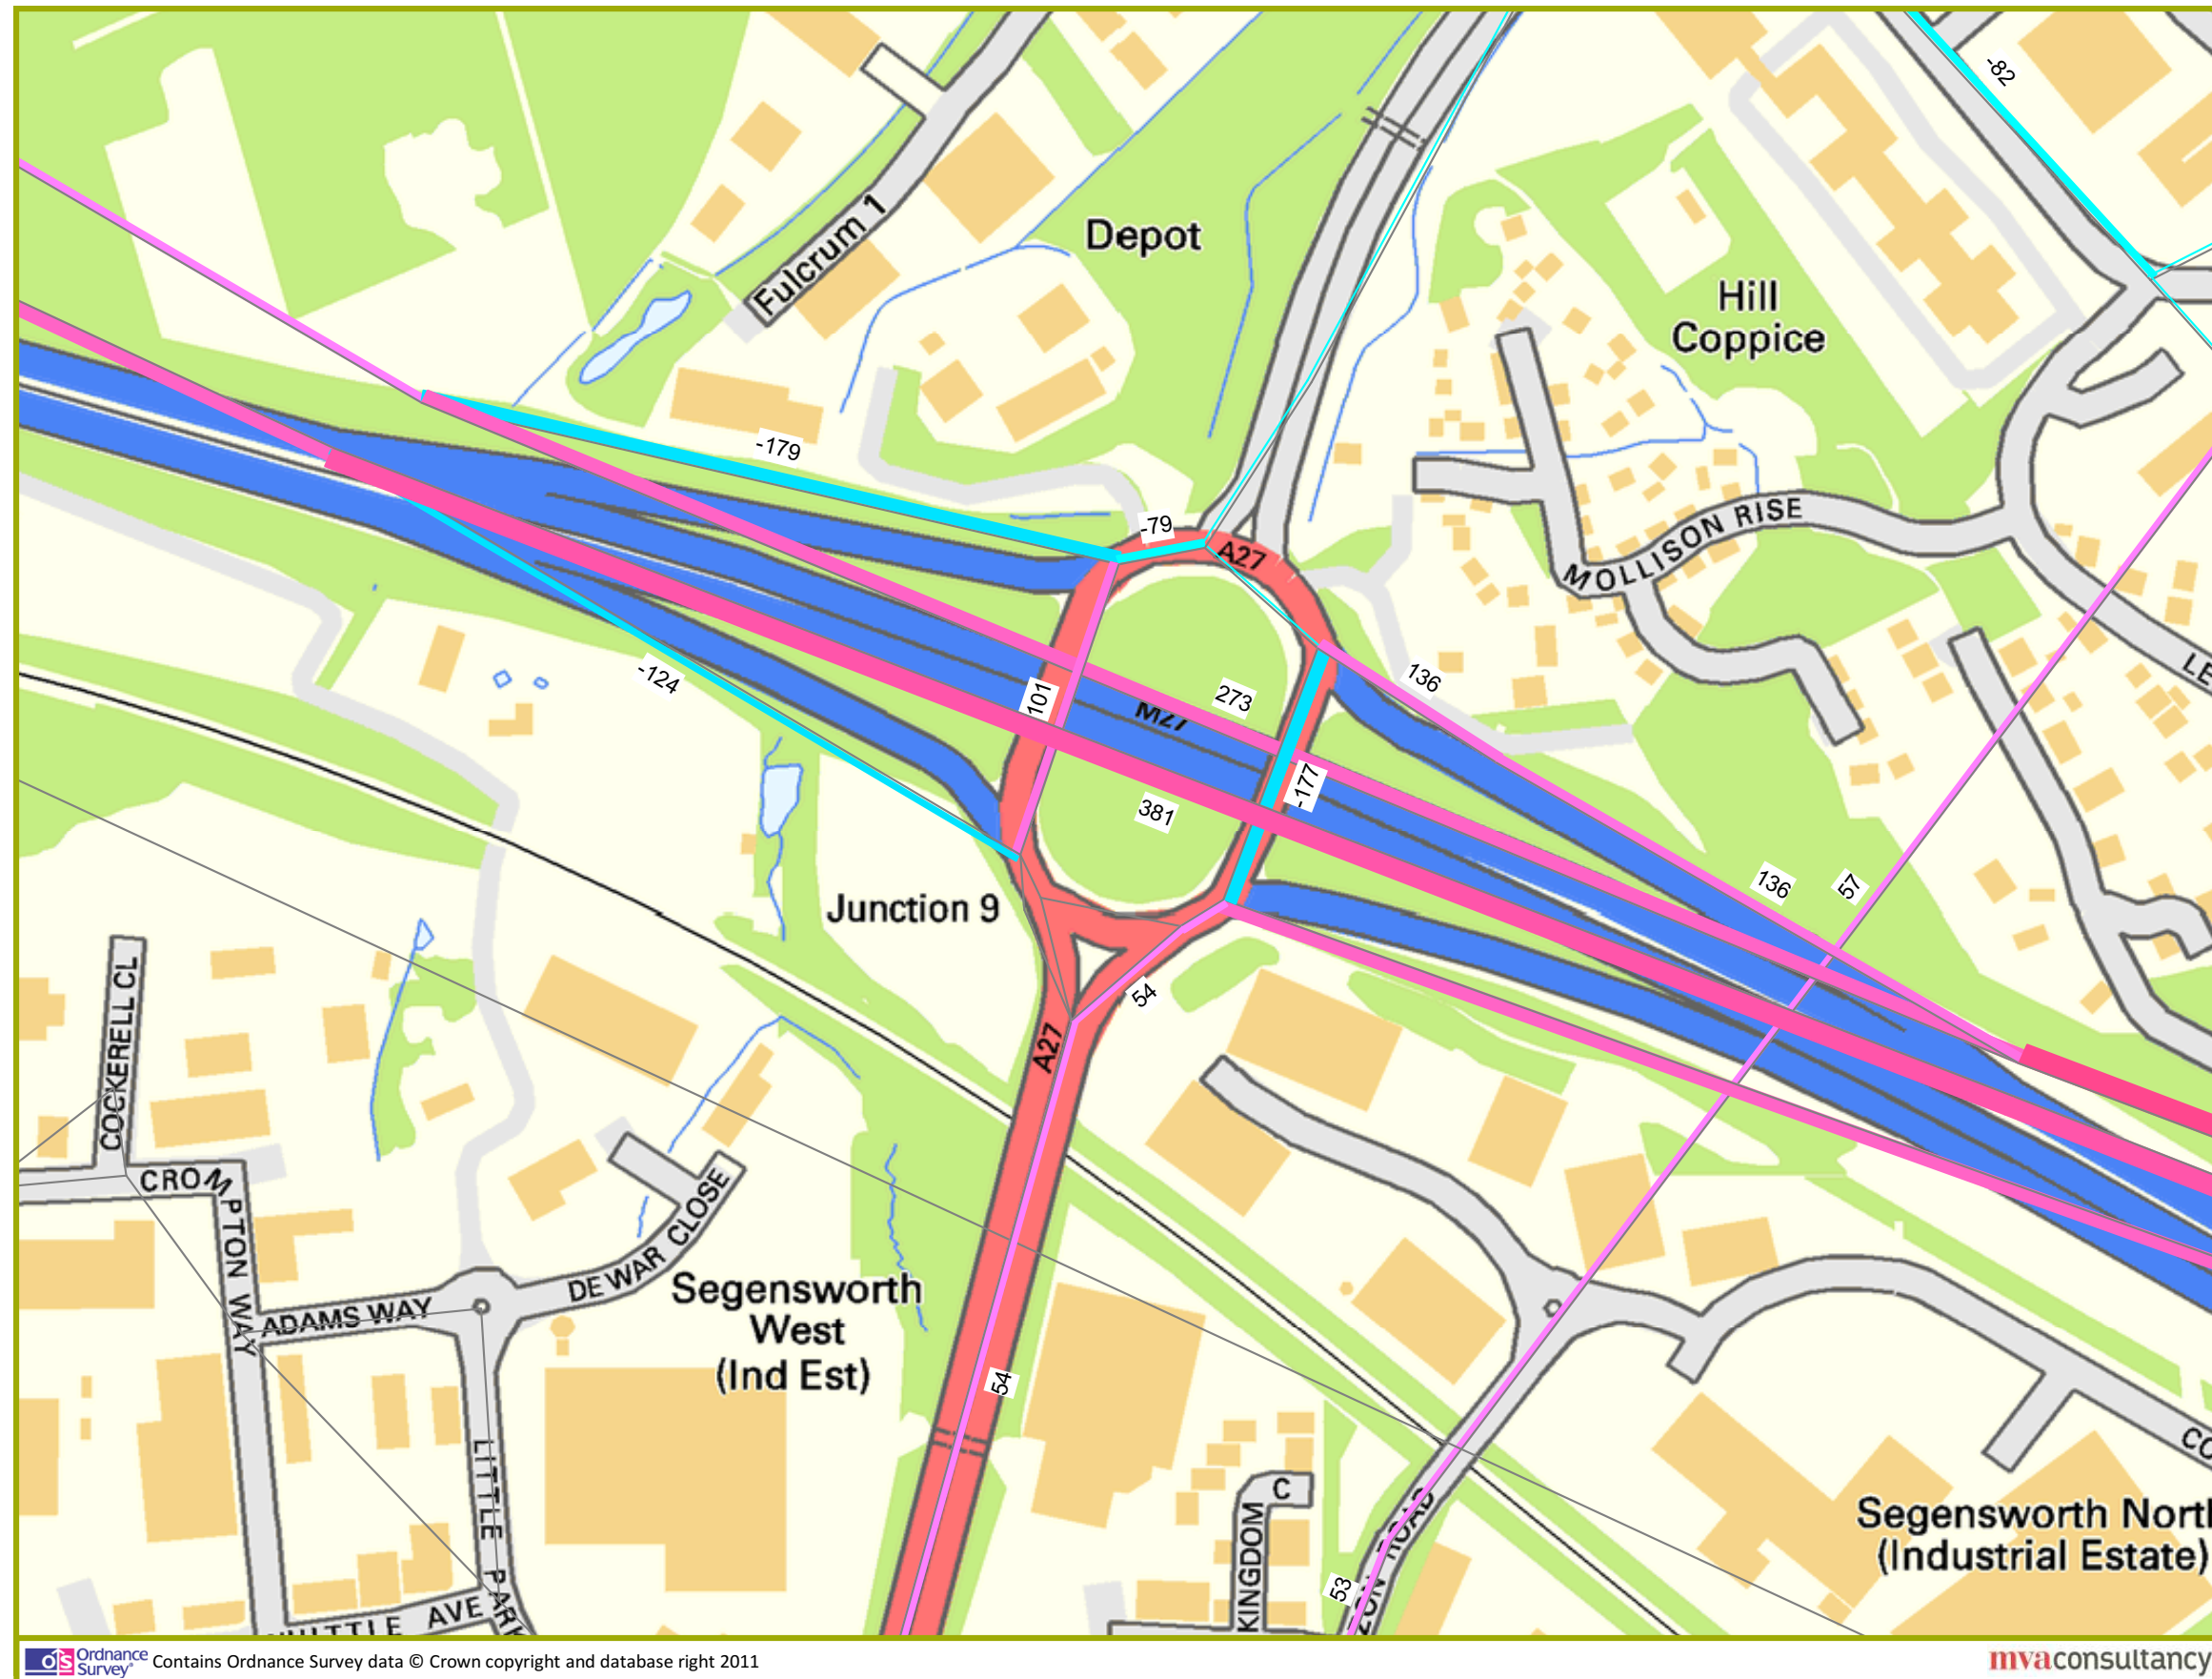 -82
Fulcrum 1
Depot
Hill
Coppice
-179
-79
A27
MOLLISON RISE
-124
101
273
M27
136
-177
381
136
57
Junction 9
54
A27
COCKERELL CL
CROMPTON WAY
ADAMS WAY
DEWAR CLOSE
Segensworth
West
(Ind Est)
54
LITTLE PARK
C
KINGDOM
53
ROAD
Segensworth North
(Industrial Estate)
AVE
Ordnance
Survey®
Contains Ordnance Survey data © Crown copyright and database right 2011
mvaconsultancy